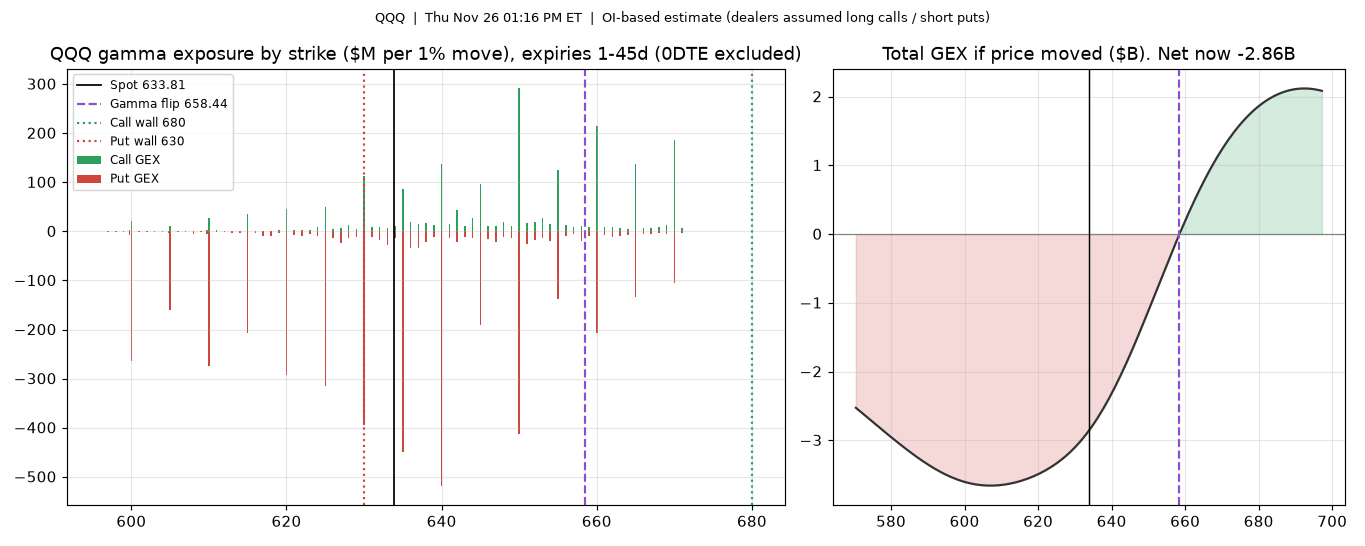 QQQ | Thu Nov 26 01:16 PM ET | OI-based estimate (dealers assumed long calls / short puts)
QQQ gamma exposure by strike ($M per 1% move), expiries 1-45d (0DTE excluded)
300
200
100
0
−100
−200
−300
−400
−500
Spot 633.81
Gamma flip 658.44
Call wall 680
Put wall 630
Call GEX
Put GEX
600 620 640 660 680
Total GEX if price moved ($B). Net now -2.86B
2
1
0
−1
−2
−3
580 600 620 640 660 680 700